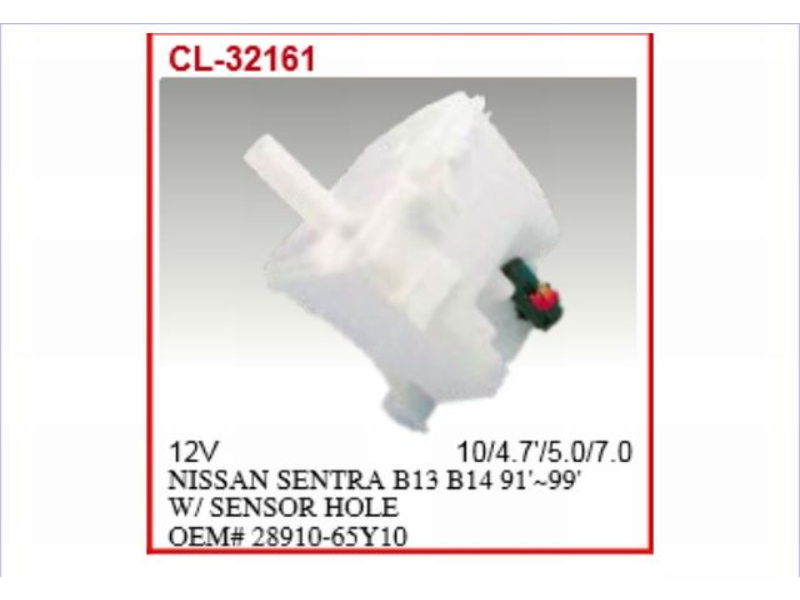 CL-32161
12V 10/4.7'/5.0/7.0
NISSAN SENTRA B13 B14 91'~99'
W/ SENSOR HOLE
OEM# 28910-65Y10